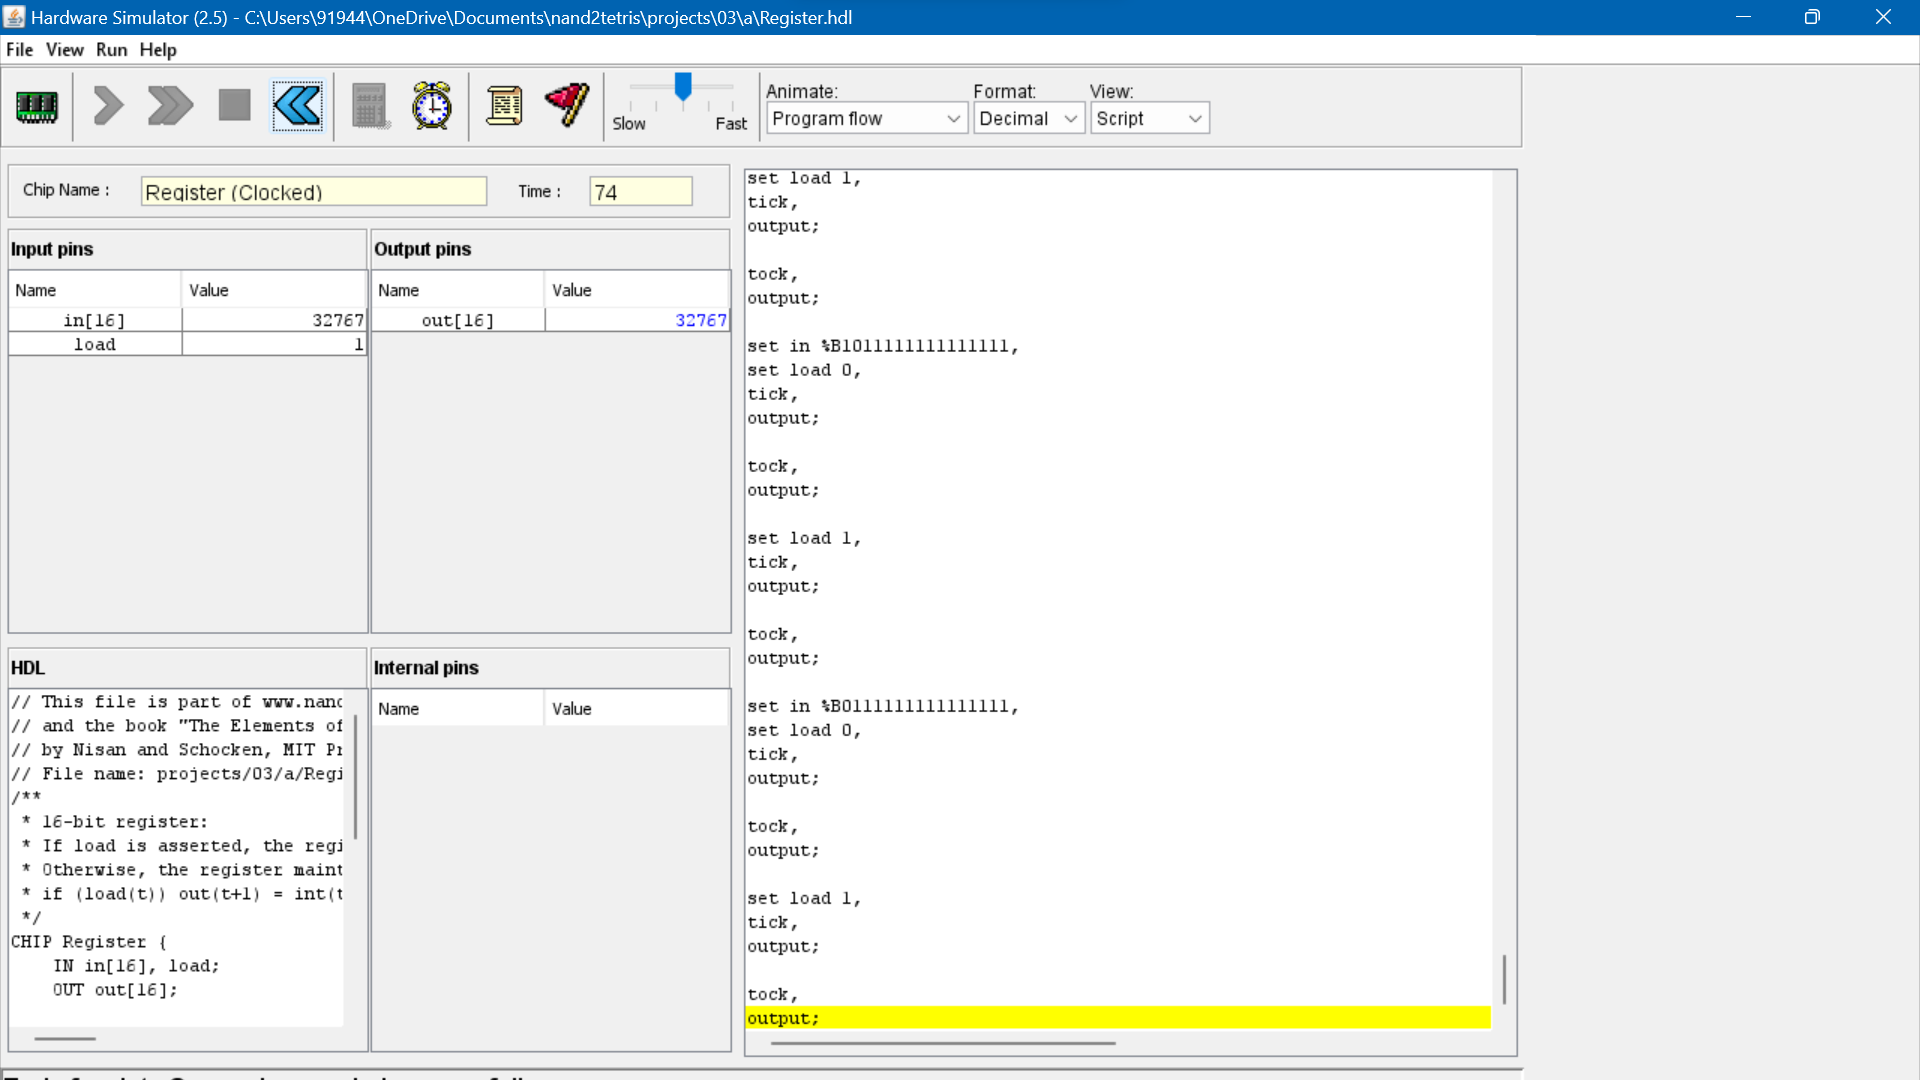 Hardware Simulator (2.5) - C:\Users\91944\OneDrive\Documents\nand2tetris\projects\03\a\Register.hdl
File View Run Help
Slow Fast
Animate: Format: View:
Program flow Decimal Script
Chip Name : Register (Clocked) Time : 74
Input pins
Name Value
in[16] 32767
load 1
Output pins
Name Value
out[16] 32767
HDL
// This file is part of www.nand
// and the book "The Elements of
// by Nisan and Schocken, MIT Pr
// File name: projects/03/a/Regi
/**
* 16-bit register:
* If load is asserted, the regi
* Otherwise, the register maint
* if (load(t)) out(t+1) = int(t
*/
CHIP Register {
IN in[16], load;
OUT out[16];
Internal pins
Name Value
set load 1,
tick,
output;
tock,
output;
set in %B1011111111111111,
set load 0,
tick,
output;
tock,
output;
set load 1,
tick,
output;
tock,
output;
set in %B0111111111111111,
set load 0,
tick,
output;
tock,
output;
set load 1,
tick,
output;
tock,
output;